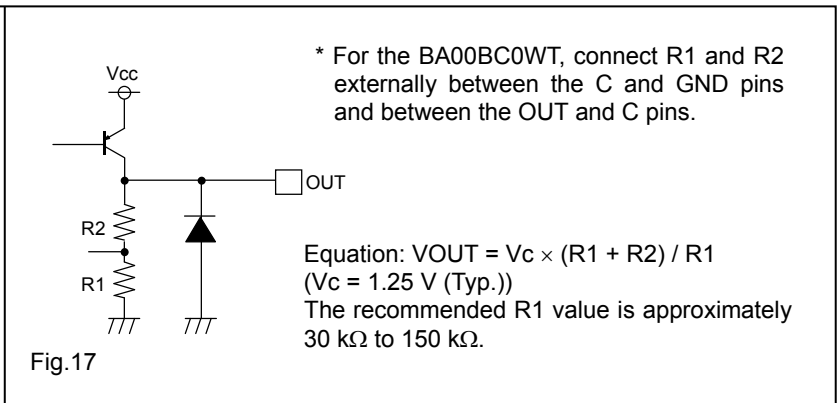 * For the BA00BC0WT, connect R1 and R2
externally between the C and GND pins
and between the OUT and C pins.
Vcc
OUT
R2
R1
Equation: VOUT = Vc × (R1 + R2) / R1
(Vc = 1.25 V (Typ.))
The recommended R1 value is approximately
30 kΩ to 150 kΩ.
Fig.17